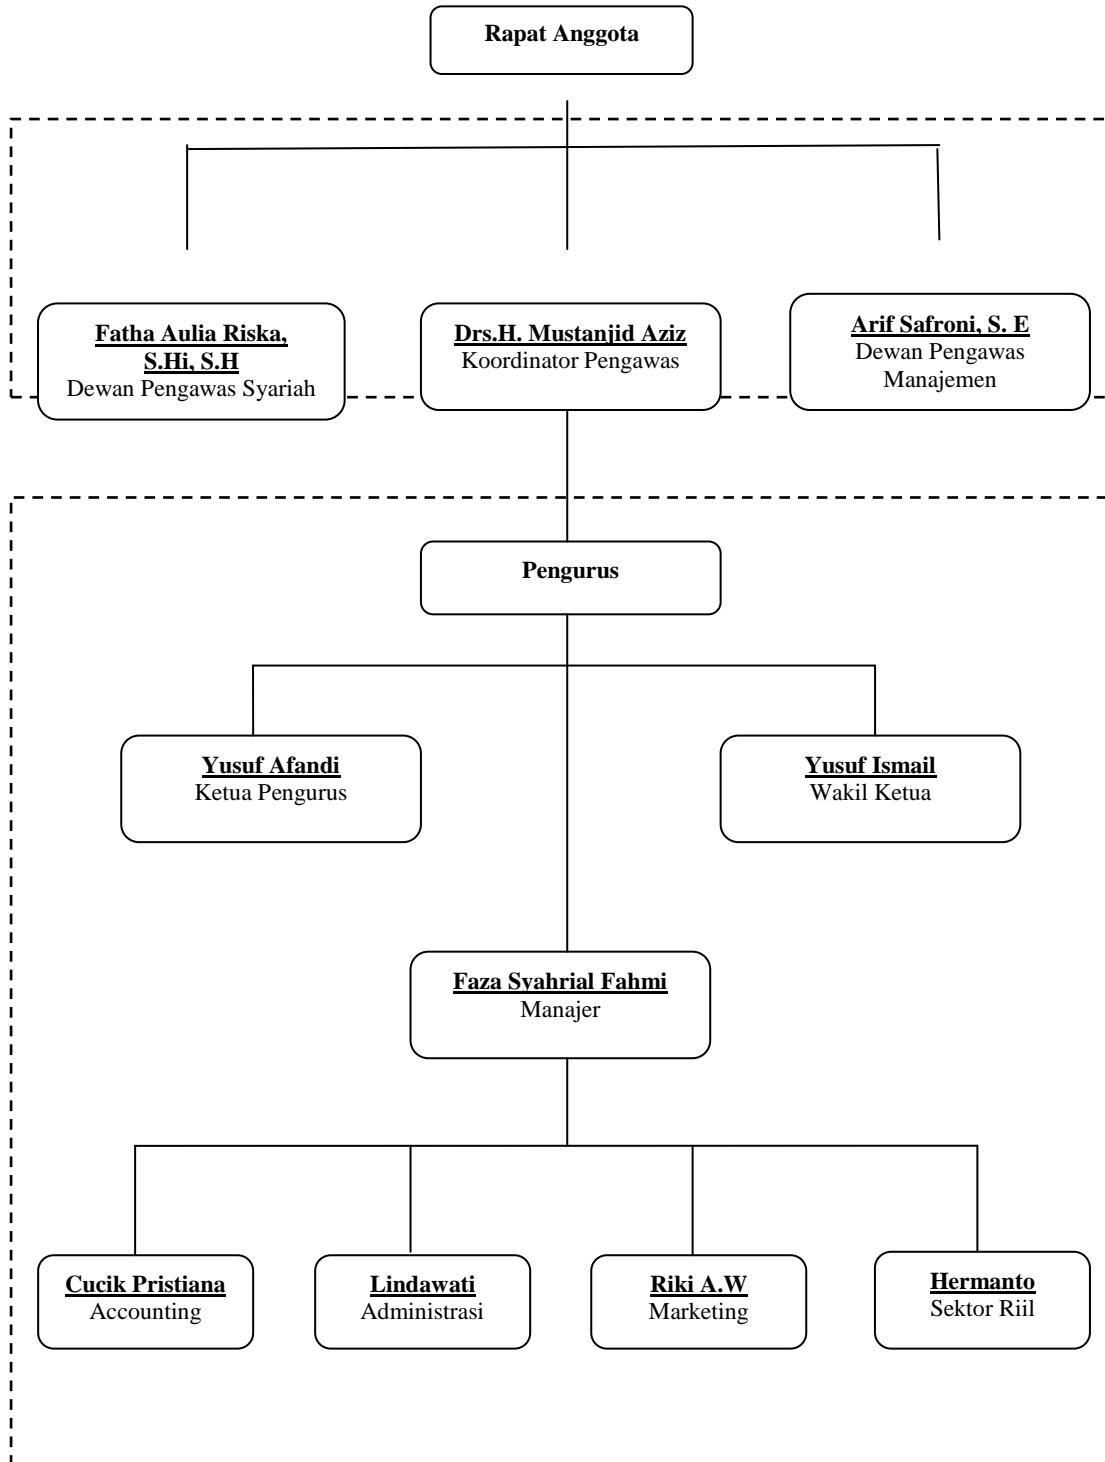 Rapat Anggota
Fatha Aulia Riska,
S.Hi, S.H
Dewan Pengawas Syariah
Drs.H. Mustanjid Aziz
Koordinator Pengawas
Arif Safroni, S. E
Dewan Pengawas
Manajemen
Pengurus
Yusuf Afandi
Ketua Pengurus
Yusuf Ismail
Wakil Ketua
Faza Syahrial Fahmi
Manajer
Cucik Pristiana
Accounting
Lindawati
Administrasi
Riki A.W
Marketing
Hermanto
Sektor Riil